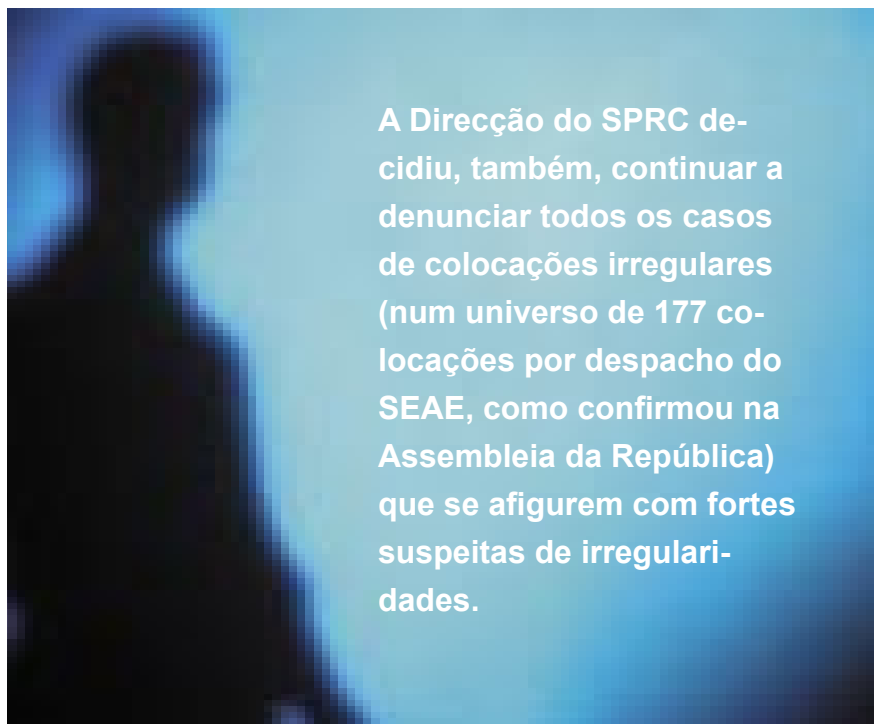 A Direcção do SPRC de-
cidiu, também, continuar a
denunciar todos os casos
de colocações irregulares
(num universo de 177 co-
locações por despacho do
SEAE, como confirmou na
Assembleia da República)
que se afigurem com fortes
suspeitas de irregulari-
dades.